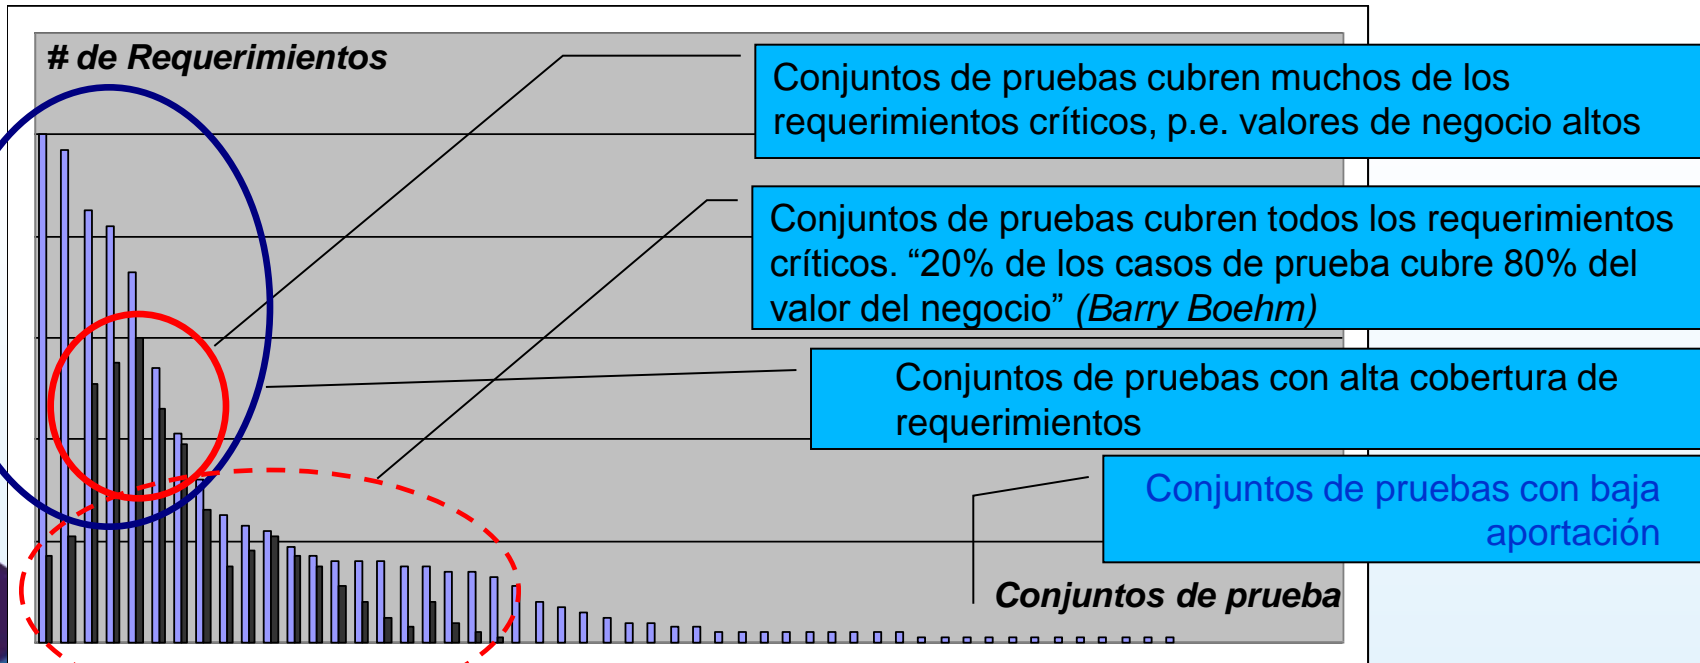 # de Requerimientos
Conjuntos de pruebas cubren muchos de los
requerimientos críticos, p.e. valores de negocio altos
Conjuntos de pruebas cubren todos los requerimientos
críticos. “20% de los casos de prueba cubre 80% del
valor del negocio” (Barry Boehm)
Conjuntos de pruebas con alta cobertura de
requerimientos
Conjuntos de pruebas con baja
aportación
Conjuntos de prueba